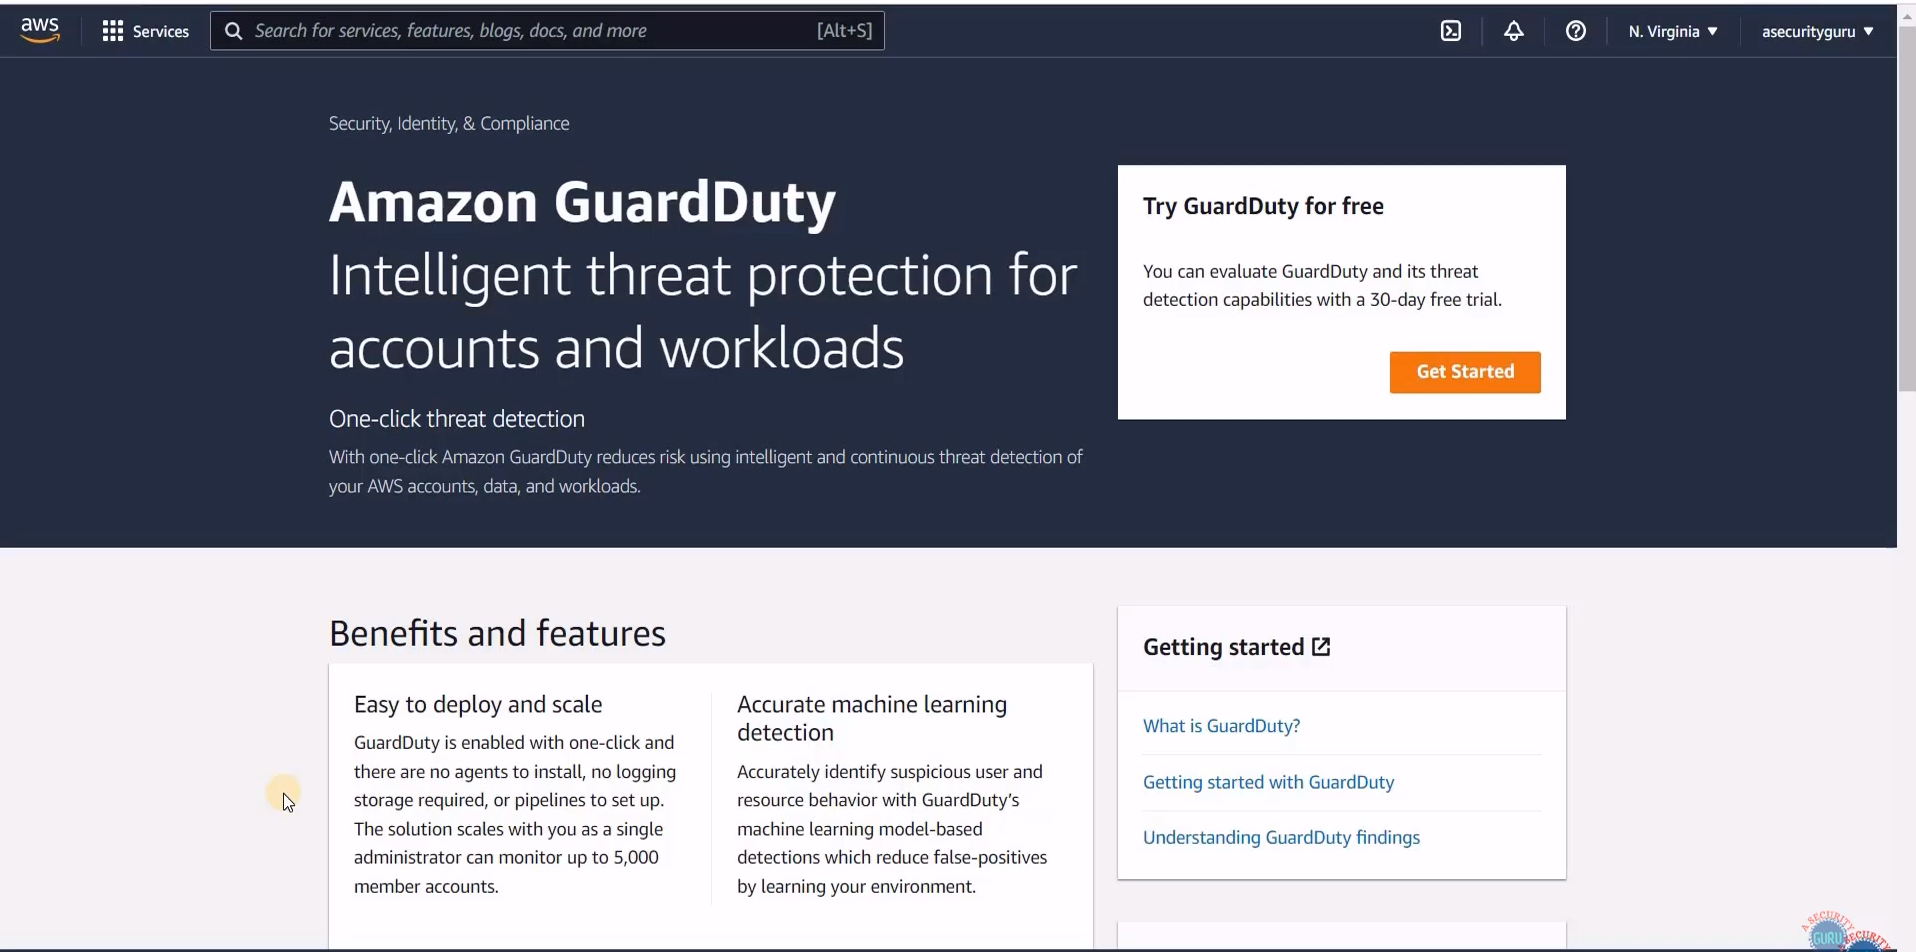 aws
Services
Search for services, features, blogs, docs, and more
[Alt+S]
N. Virginia
asecurityguru
Security, Identity, & Compliance
Amazon GuardDuty
Intelligent threat protection for
accounts and workloads
One-click threat detection
With one-click Amazon GuardDuty reduces risk using intelligent and continuous threat detection of
your AWS accounts, data, and workloads.
Try GuardDuty for free
You can evaluate GuardDuty and its threat
detection capabilities with a 30-day free trial.
Get Started
Benefits and features
Easy to deploy and scale
GuardDuty is enabled with one-click and
there are no agents to install, no logging
storage required, or pipelines to set up.
The solution scales with you as a single
administrator can monitor up to 5,000
member accounts.
Accurate machine learning
detection
Accurately identify suspicious user and
resource behavior with GuardDuty’s
machine learning model-based
detections which reduce false-positives
by learning your environment.
Getting started
What is GuardDuty?
Getting started with GuardDuty
Understanding GuardDuty findings
A SECURITY
GURU
SECURITY